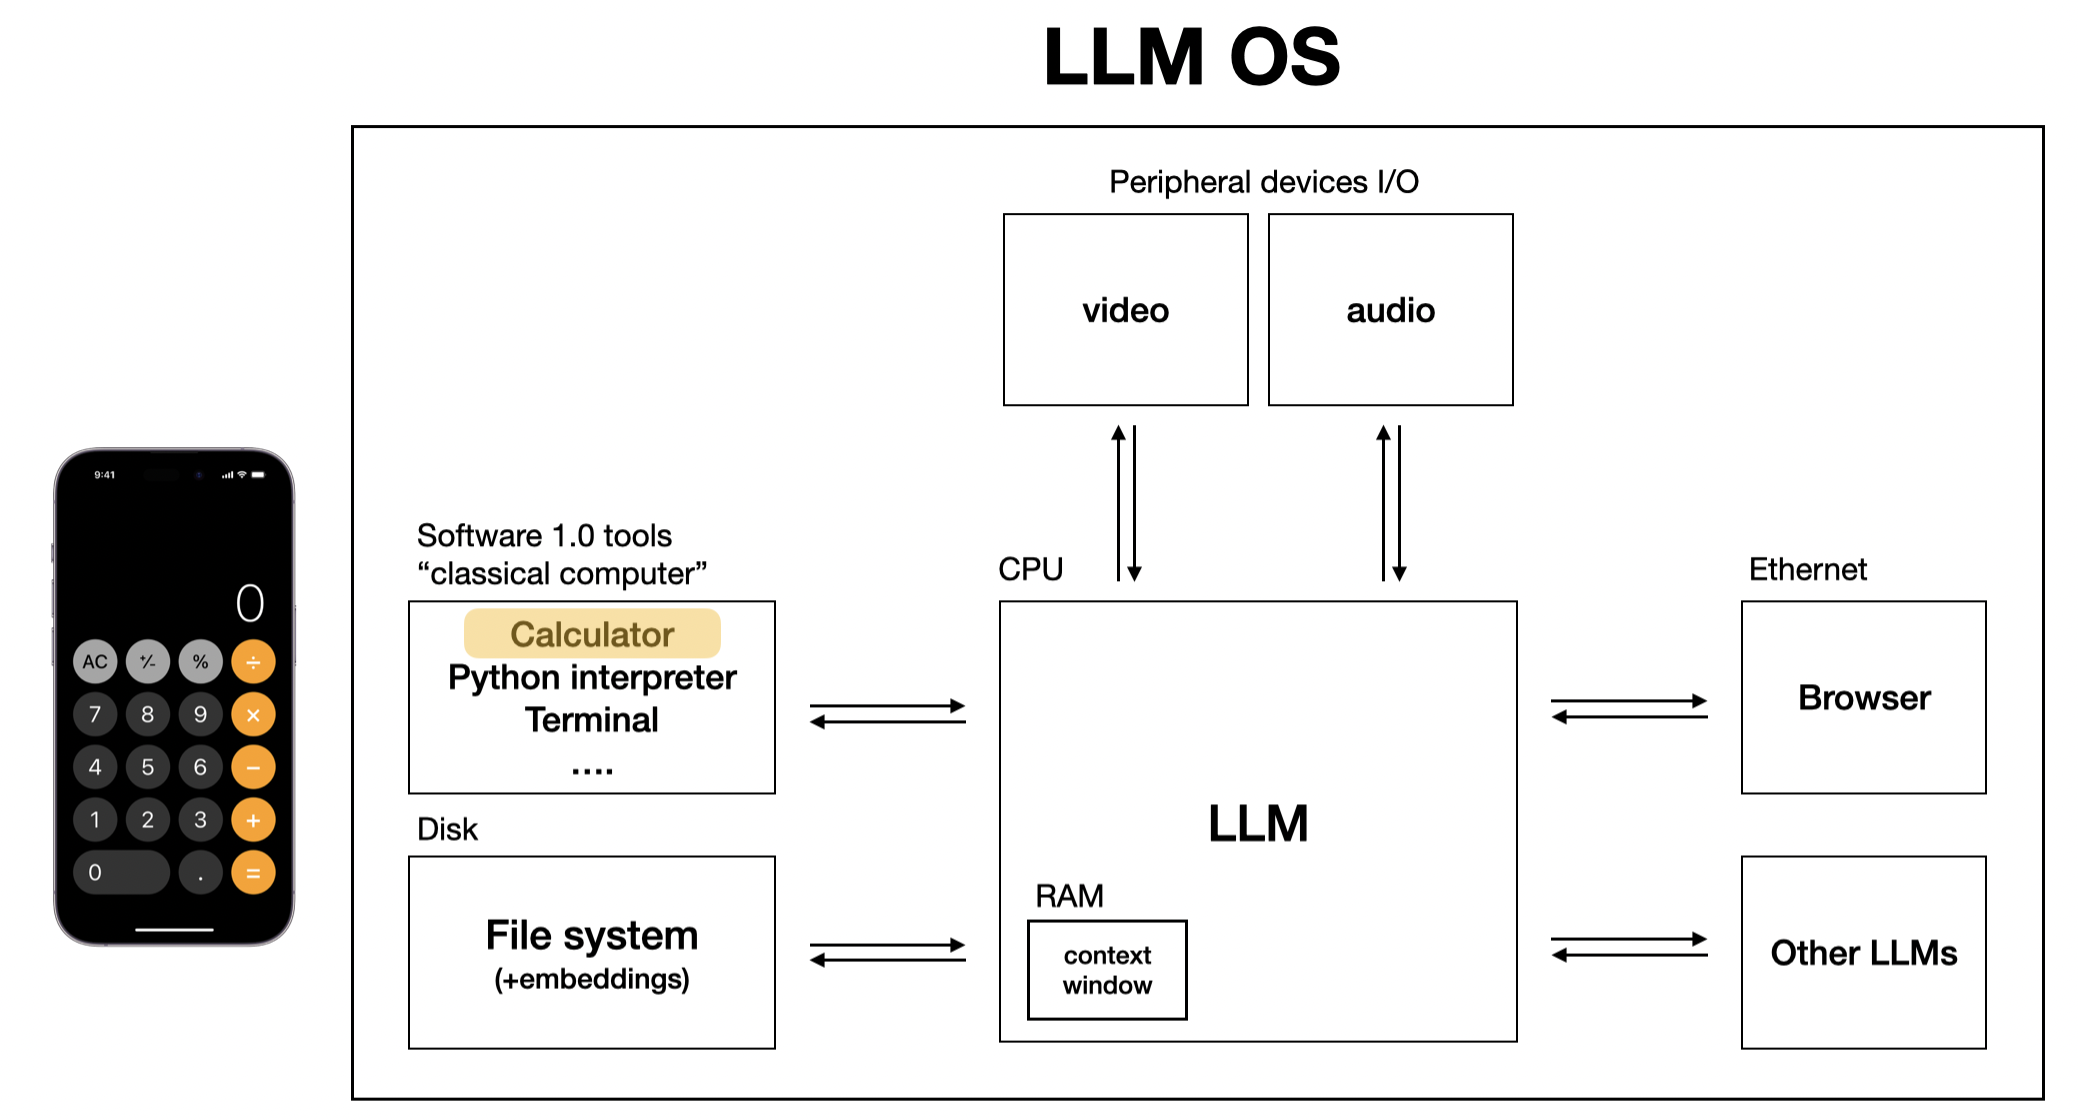 LLM OS
Peripheral devices I/O
video
audio
9:41
0
AC +/- % ÷
7 8 9 ×
4 5 6 −
1 2 3 +
0 . =
Software 1.0 tools
“classical computer”
Calculator
Python interpreter
Terminal
....
Disk
File system
(+embeddings)
CPU
LLM
RAM
context
window
Ethernet
Browser
Other LLMs